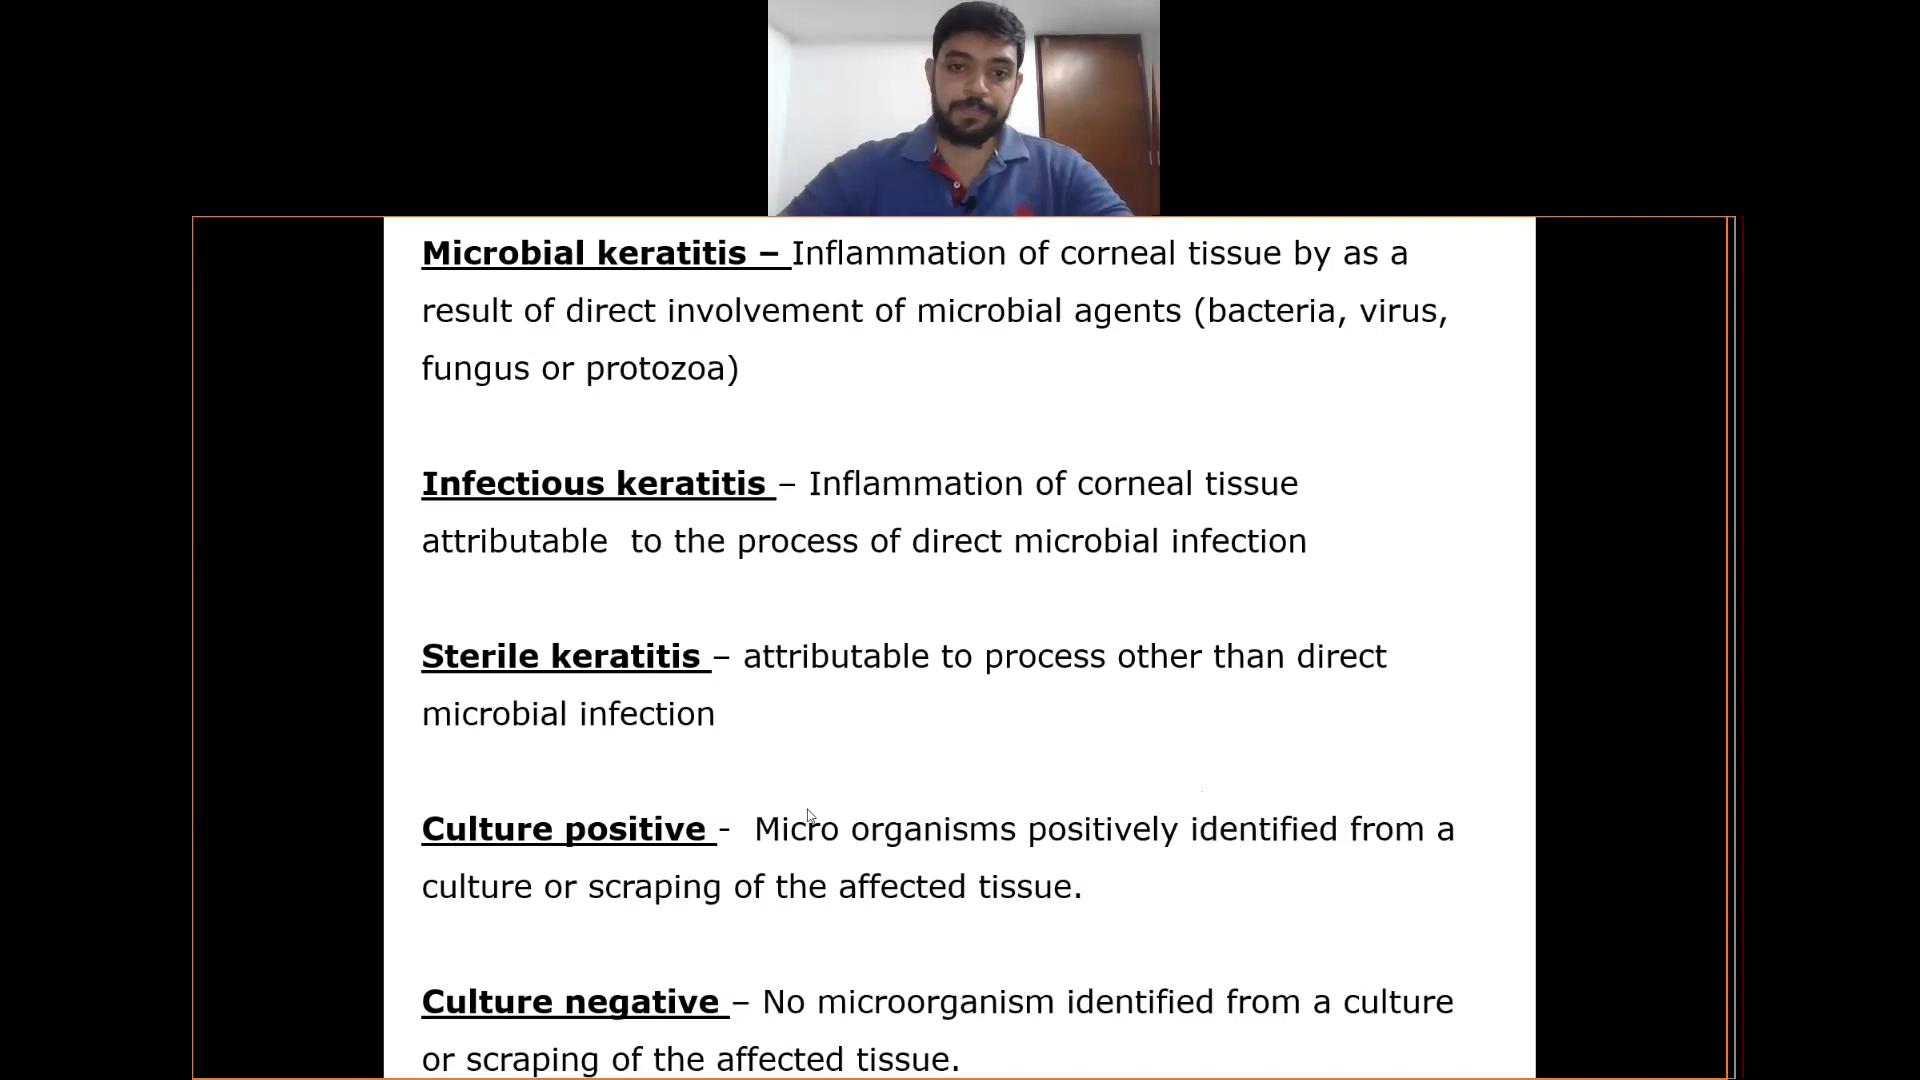 Microbial keratitis – Inflammation of corneal tissue by as a
result of direct involvement of microbial agents (bacteria, virus,
fungus or protozoa)
Infectious keratitis – Inflammation of corneal tissue
attributable  to the process of direct microbial infection
Sterile keratitis – attributable to process other than direct
microbial infection
Culture positive -  Micro organisms positively identified from a
culture or scraping of the affected tissue.
Culture negative – No microorganism identified from a culture
or scraping of the affected tissue.